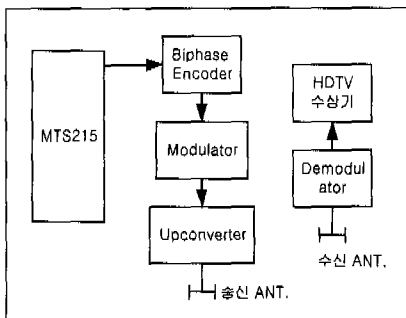 MTS215
Biphase
Encoder
Modulator
Upconverter
송신 ANT.
HDTV
수상기
Demodul
ator
수신 ANT.